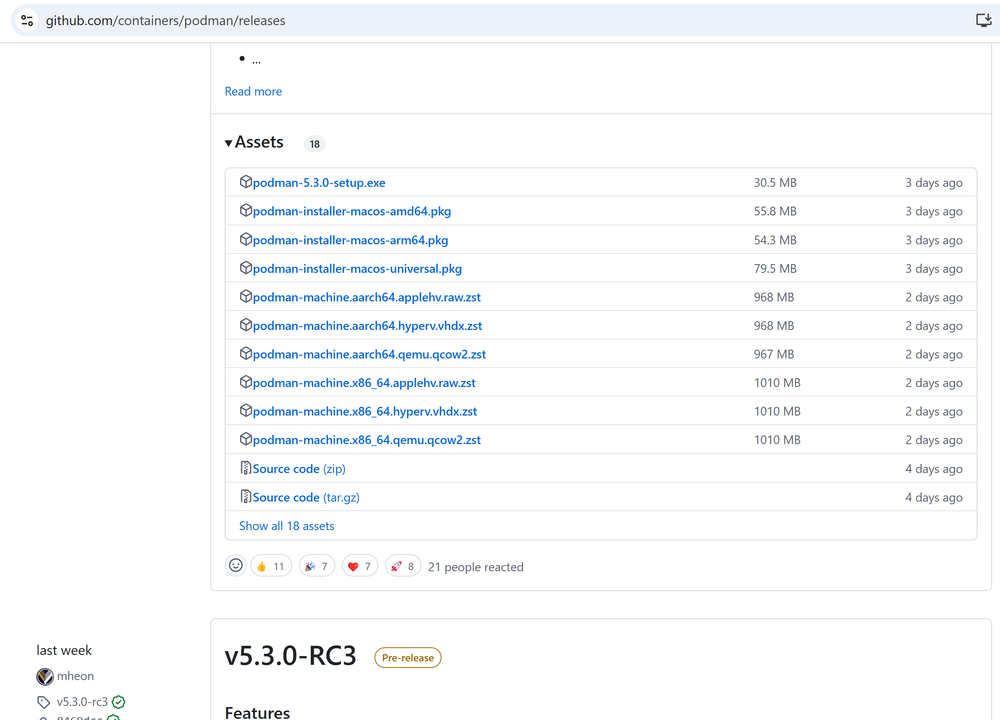 github.com/containers/podman/releases
...
Read more
Assets 18
podman-5.3.0-setup.exe 30.5 MB 3 days ago
podman-installer-macos-amd64.pkg 55.8 MB 3 days ago
podman-installer-macos-arm64.pkg 54.3 MB 3 days ago
podman-installer-macos-universal.pkg 79.5 MB 3 days ago
podman-machine.aarch64.applehv.raw.zst 968 MB 2 days ago
podman-machine.aarch64.hyperv.vhdx.zst 968 MB 2 days ago
podman-machine.aarch64.qemu.qcow2.zst 967 MB 2 days ago
podman-machine.x86_64.applehv.raw.zst 1010 MB 2 days ago
podman-machine.x86_64.hyperv.vhdx.zst 1010 MB 2 days ago
podman-machine.x86_64.qemu.qcow2.zst 1010 MB 2 days ago
Source code (zip) 4 days ago
Source code (tar.gz) 4 days ago
Show all 18 assets
👍 11 🎉 7 ❤️ 7 🚀 8 21 people reacted
last week
mheon
v5.3.0-rc3
v5.3.0-RC3 Pre-release
Features